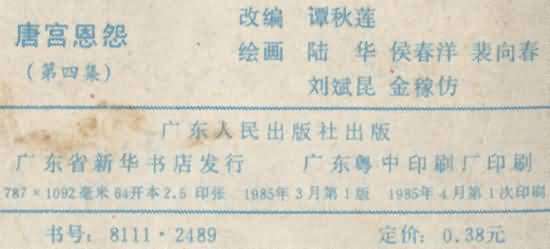 唐宫恩怨
(第四集)
改编 谭秋莲
绘画 陆华 侯春洋 裴向春
刘斌昆 金稼仿
广东人民出版社出版
广东省新华书店发行 广东粤中印刷厂印刷
787×1092毫米 64开本 2.5 印张 1985年3月第1版 1985年4月第1次印刷
书号: 8111·2489 定价: 0.38元